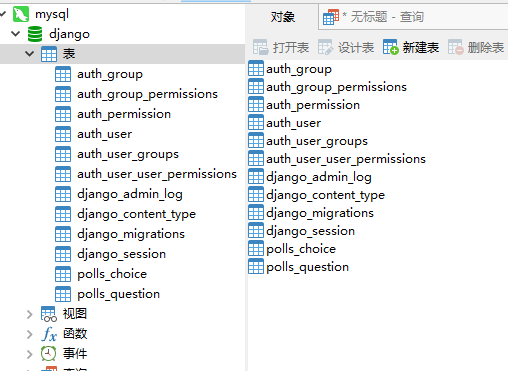 mysql
django
表
auth_group
auth_group_permissions
auth_permission
auth_user
auth_user_groups
auth_user_user_permissions
django_admin_log
django_content_type
django_migrations
django_session
polls_choice
polls_question
视图
函数
事件
对象
* 无标题 - 查询
打开表 设计表 新建表 删除表
auth_group
auth_group_permissions
auth_permission
auth_user
auth_user_groups
auth_user_user_permissions
django_admin_log
django_content_type
django_migrations
django_session
polls_choice
polls_question